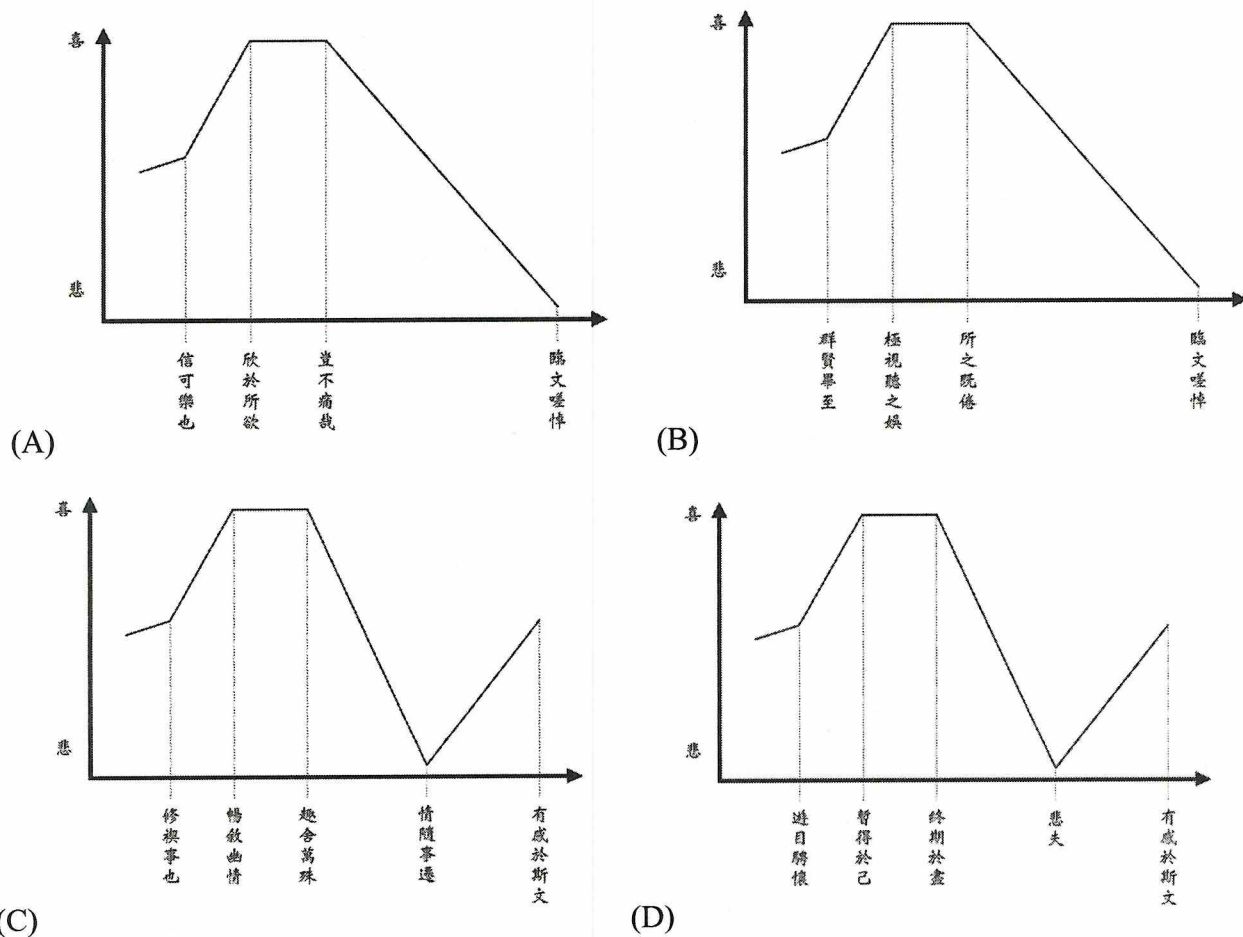 喜
悲
信可樂也
欣於所欲
豈不痛哉
臨文嗟悼
(A)
喜
悲
群賢畢至
極視聽之娛
所之既倦
臨文嗟悼
(B)
喜
悲
修禊事也
暢敘幽情
趣舍萬殊
情隨事遷
有感於斯文
(C)
喜
悲
遊目騁懷
暫得於己
終期於盡
悲夫
有感於斯文
(D)